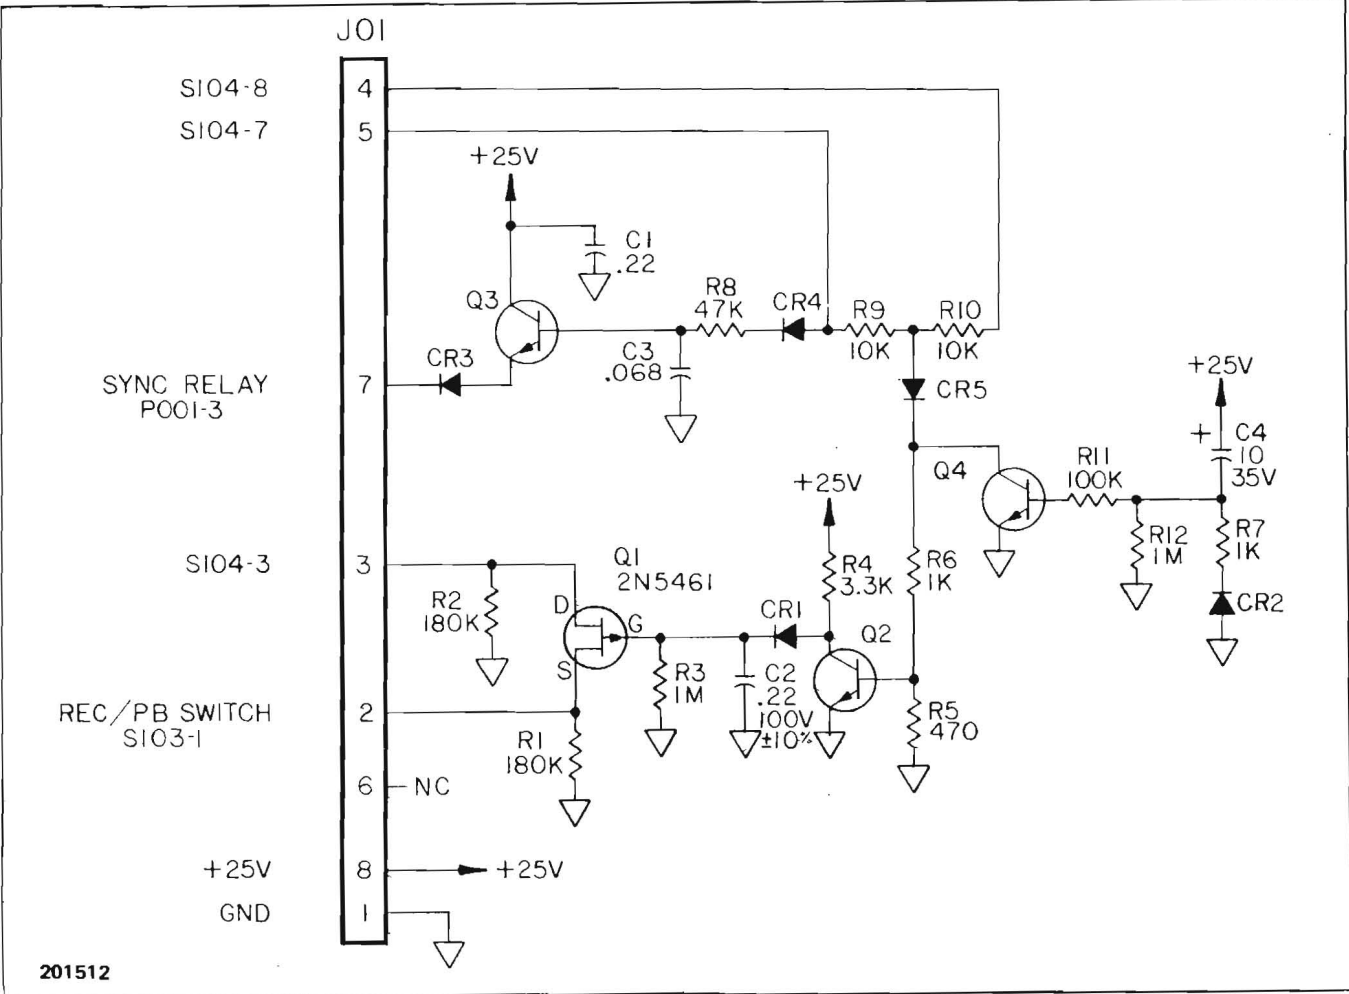 J01
S104-8 4
S104-7 5
+25V
C1
.22
Q3
R8
47K
CR4
R9
10K
R10
10K
CR3
C3
.068
CR5
SYNC RELAY 7
P001-3
+25V
+ C4
10
35V
Q4
R11
100K
+25V
R12
1M
R7
1K
CR2
S104-3 3
Q1
2N5461
R4
3.3K
R6
1K
R2
180K
D
G
S
CR1
Q2
R3
1M
C2
.22
100V
±10%
R5
470
REC/PB SWITCH 2
S103-1
R1
180K
6 NC
+25V 8 +25V
GND 1
201512